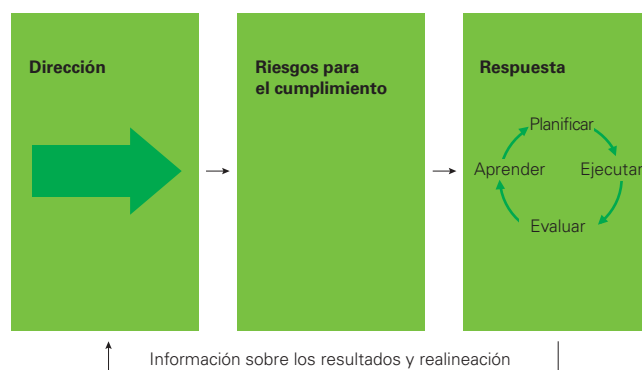 Dirección
Riesgos para
el cumplimiento
Respuesta
Planificar
Aprender
Ejecutar
Evaluar
Información sobre los resultados y realineación